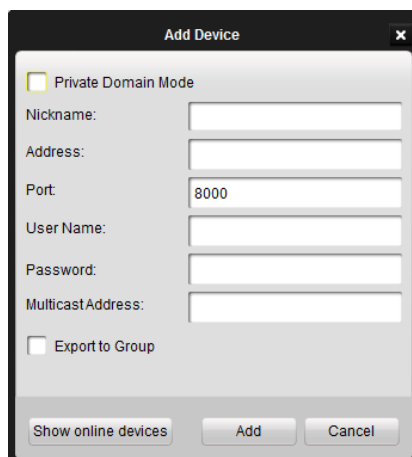 Add Device
Private Domain Mode
Nickname:
Address:
Port: 8000
User Name:
Password:
Multicast Address:
Export to Group
Show online devices Add Cancel